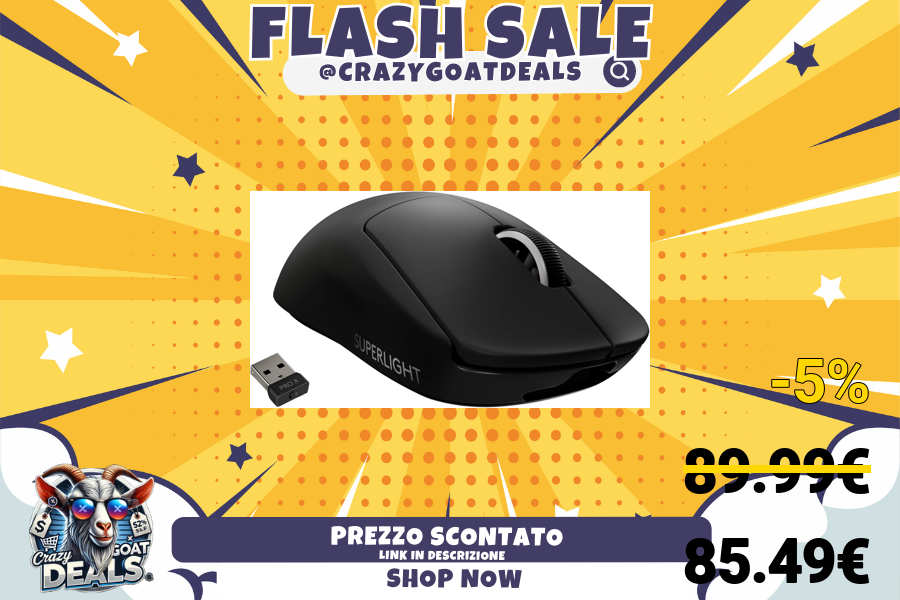 FLASH SALE
@CRAZYGOATDEALS
SUPERLIGHT
PRO X
-5%
89.99€
PREZZO SCONTATO
LINK IN DESCRIZIONE
SHOP NOW
85.49€
$
52%
Crazy
GOAT
DEALS